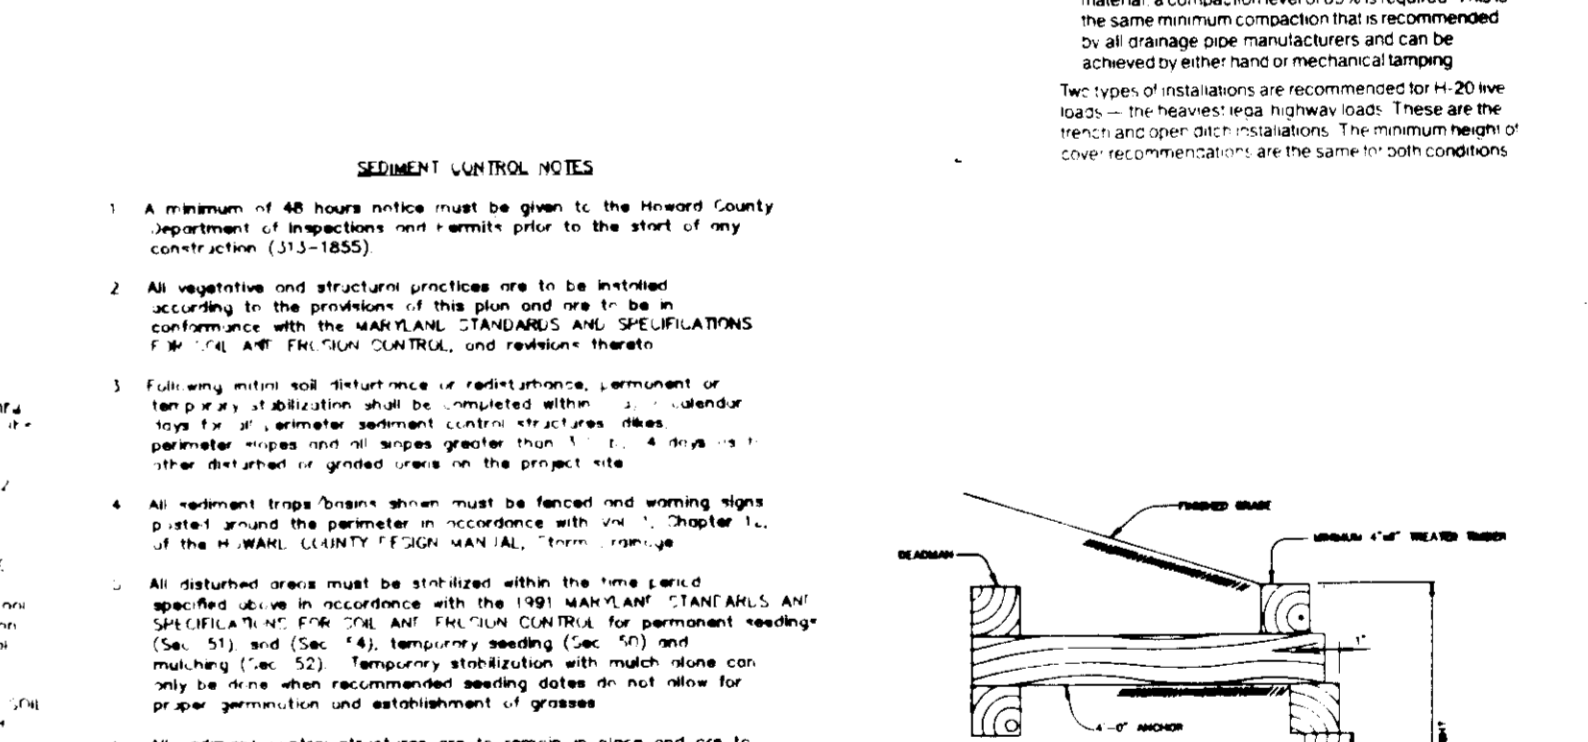 the same minimum compaction that is recommended
by all drainage pipe manufacturers and can be
achieved by either hand or mechanical tamping
Two types of installations are recommended for H-20 live
loads — the heaviest legal highway loads These are the
trench and open ditch installations The minimum height of
cover recommendations are the same for both conditions
SEDIMENT CONTROL NOTES
1 A minimum of 48 hours notice must be given to the Howard County
Department of Inspections and Permits prior to the start of any
construction (313-1855).
2 All vegetative and structural practices are to be installed
according to the provisions of this plan and are to be in
conformance with the MARYLAND STANDARDS AND SPECIFICATIONS
FOR SOIL AND EROSION CONTROL, and revisions thereto
3 Following initial soil disturbance or redisturbance, permanent or
temporary stabilization shall be completed within calendar
days for all perimeter sediment control structures dikes,
perimeter slopes and all slopes greater than days
other disturbed or graded areas on the project site
4 All sediment traps/basins shown must be fenced and warning signs
posted around the perimeter in accordance with Vol Chapter
of the HOWARD COUNTY DESIGN MANUAL, Storm Drainage
5 All disturbed areas must be stabilized within the time period
specified above in accordance with the 1991 MARYLAND STANDARDS AND
SPECIFICATIONS FOR SOIL AND EROSION CONTROL for permanent seedings
(Sec 51), sod (Sec 54), temporary seeding (Sec 50) and
mulching (Sec 52). Temporary stabilization with mulch alone can
only be done when recommended seeding dates do not allow for
proper germination and establishment of grasses
FINISHED GRADE
MINIMUM TREATED TIMBER
DEADMAN
1"
4'-0" ANCHOR
SOIL